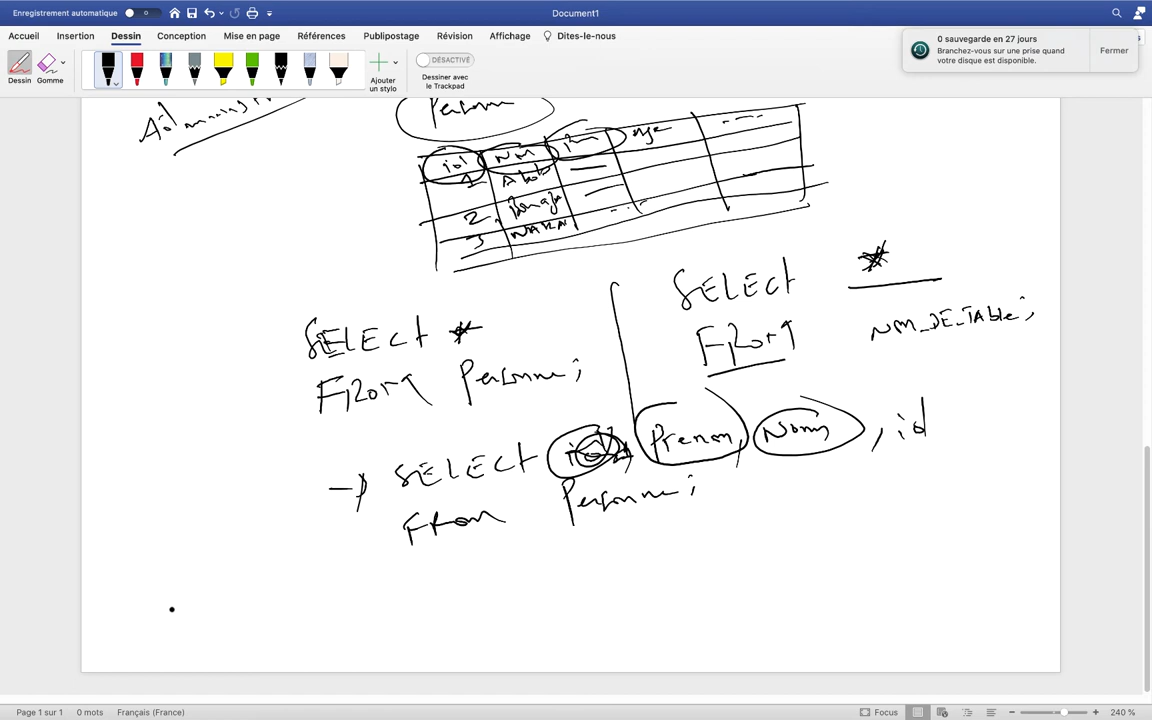 Enregistrement automatique
Document1
Accueil Insertion Dessin Conception Mise en page Références Publipostage Révision Affichage Dites-le-nous
0 sauvegarde en 27 jours
Branchez-vous sur une prise quand
votre disque est disponible.
Fermer
Dessin
Gomme
Ajouter
un style
DÉSACTIVÉ
Dessiner avec
le Trackpad
Personne
id Nom age
1
2
3
SELECT *
From Personne;
SELECT *
From NOM_DE_TAble;
→ SELECT Prenom, Nom, id
From Personne;
Page 1 sur 1 0 mots Français (France) Focus 240 %